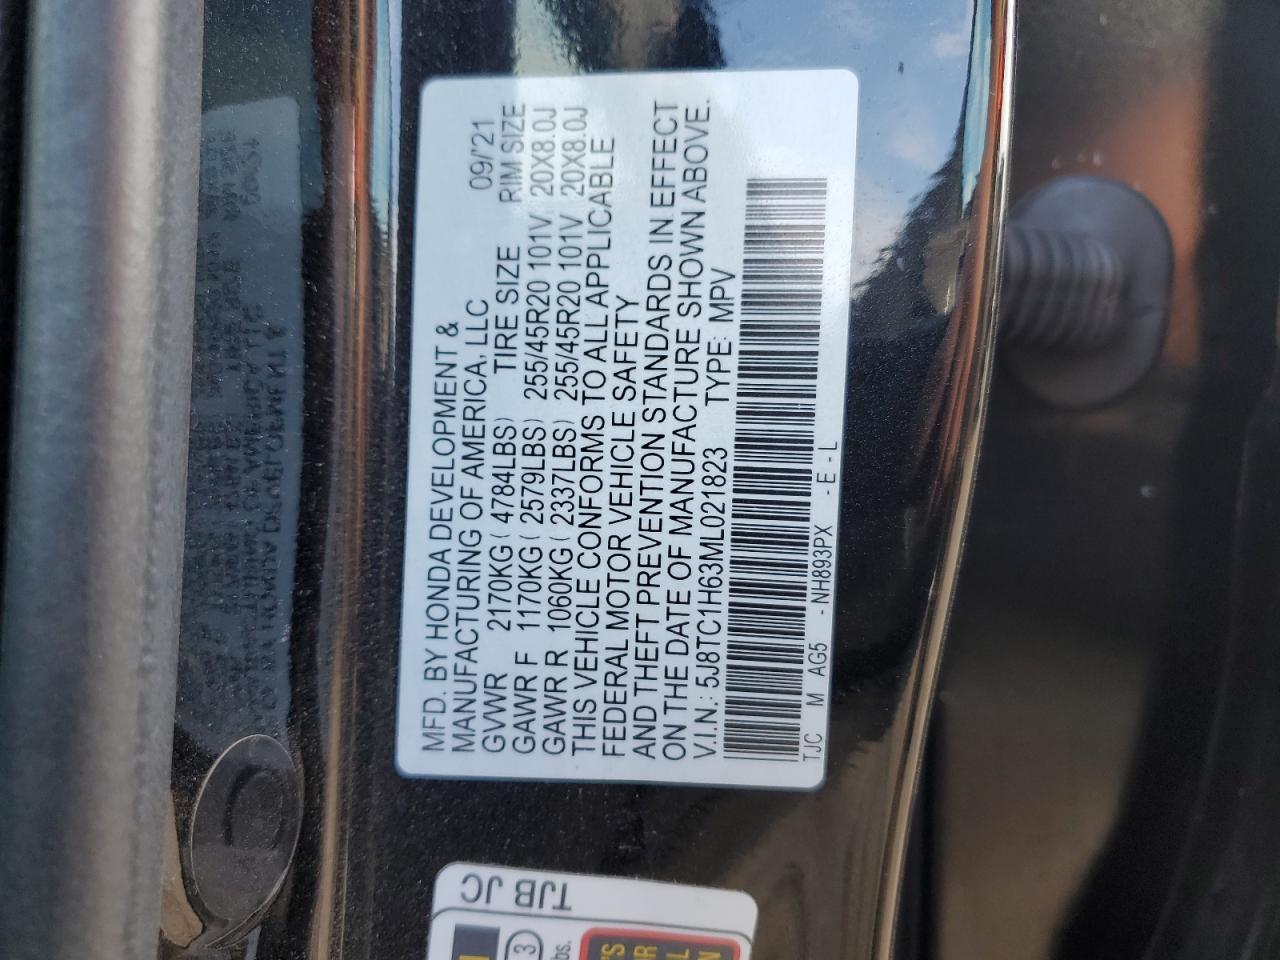 MFD. BY HONDA DEVELOPMENT &
MANUFACTURING OF AMERICA, LLC 09/'21
GVWR 2170KG ( 4784LBS) TIRE SIZE RIM SIZE
GAWR F 1170KG ( 2579LBS) 255/45R20 101V 20X8.0J
GAWR R 1060KG ( 2337LBS) 255/45R20 101V 20X8.0J
THIS VEHICLE CONFORMS TO ALL APPLICABLE
FEDERAL MOTOR VEHICLE SAFETY
AND THEFT PREVENTION STANDARDS IN EFFECT
ON THE DATE OF MANUFACTURE SHOWN ABOVE.
V.I.N.: 5J8TC1H63ML021823 TYPE: MPV
TJC M AG5 - NH893PX - E - L
TJB JC
3